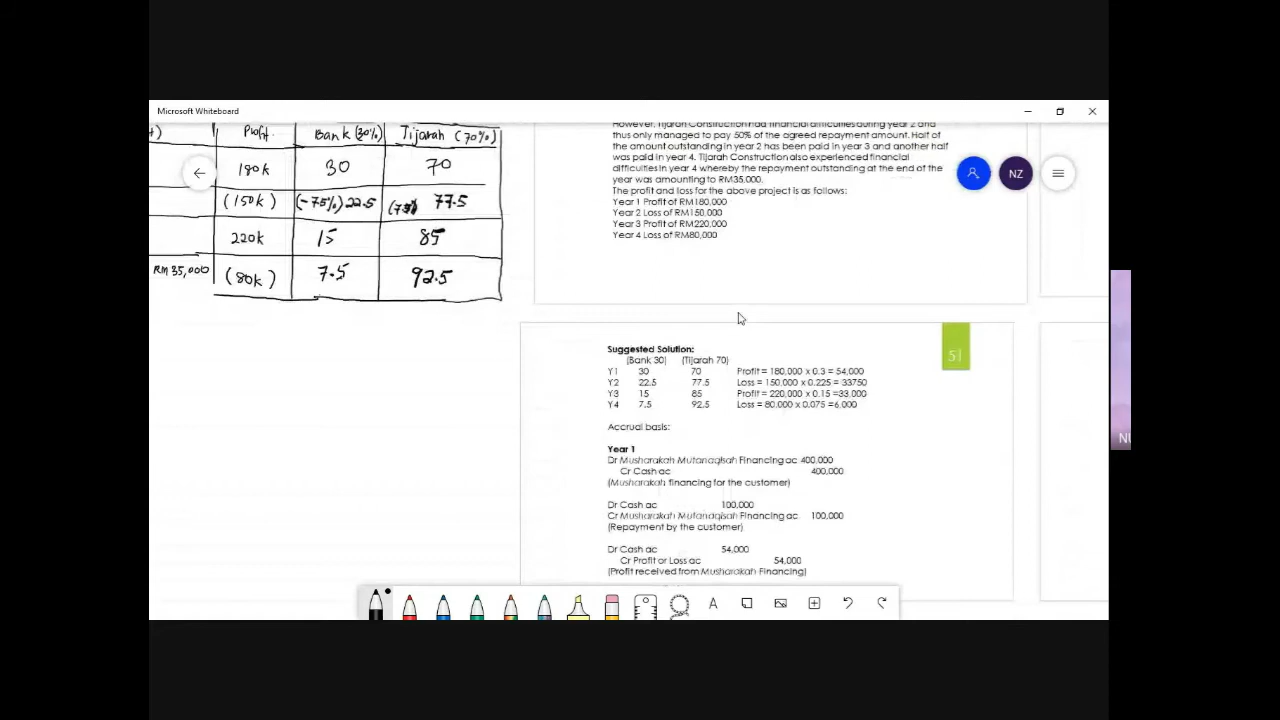 Microsoft Whiteboard
) Profit Bank (30%) Tijarah (70%)
180k 30 70
(150k) (-7.5%) 22.5 77.5
220k 15 85
RM 35,000 (80k) 7.5 92.5
However, Tijarah Construction had financial difficulties during year 2 and
thus only managed to pay 50% of the agreed repayment amount. Half of
the amount outstanding in year 2 has been paid in year 3 and another half
was paid in year 4. Tijarah Construction also experienced financial
difficulties in year 4 whereby the repayment outstanding at the end of the
year was amounting to RM35,000.
The profit and loss for the above project is as follows:
Year 1 Profit of RM180,000
Year 2 Loss of RM150,000
Year 3 Profit of RM220,000
Year 4 Loss of RM80,000
NZ
51
Suggested Solution:
(Bank 30) (Tijarah 70)
Y1 30 70 Profit = 180,000 x 0.3 = 54,000
Y2 22.5 77.5 Loss = 150,000 x 0.225 = 33750
Y3 15 85 Profit = 220,000 x 0.15 =33,000
Y4 7.5 92.5 Loss = 80,000 x 0.075 =6,000
Accrual basis:
Year 1
Dr Musharakah Mutanaqisah Financing ac 400,000
Cr Cash ac 400,000
(Musharakah financing for the customer)
Dr Cash ac 100,000
Cr Musharakah Mutanaqisah Financing ac 100,000
(Repayment by the customer)
Dr Cash ac 54,000
Cr Profit or Loss ac 54,000
(Profit received from Musharakah Financing)
A
NU